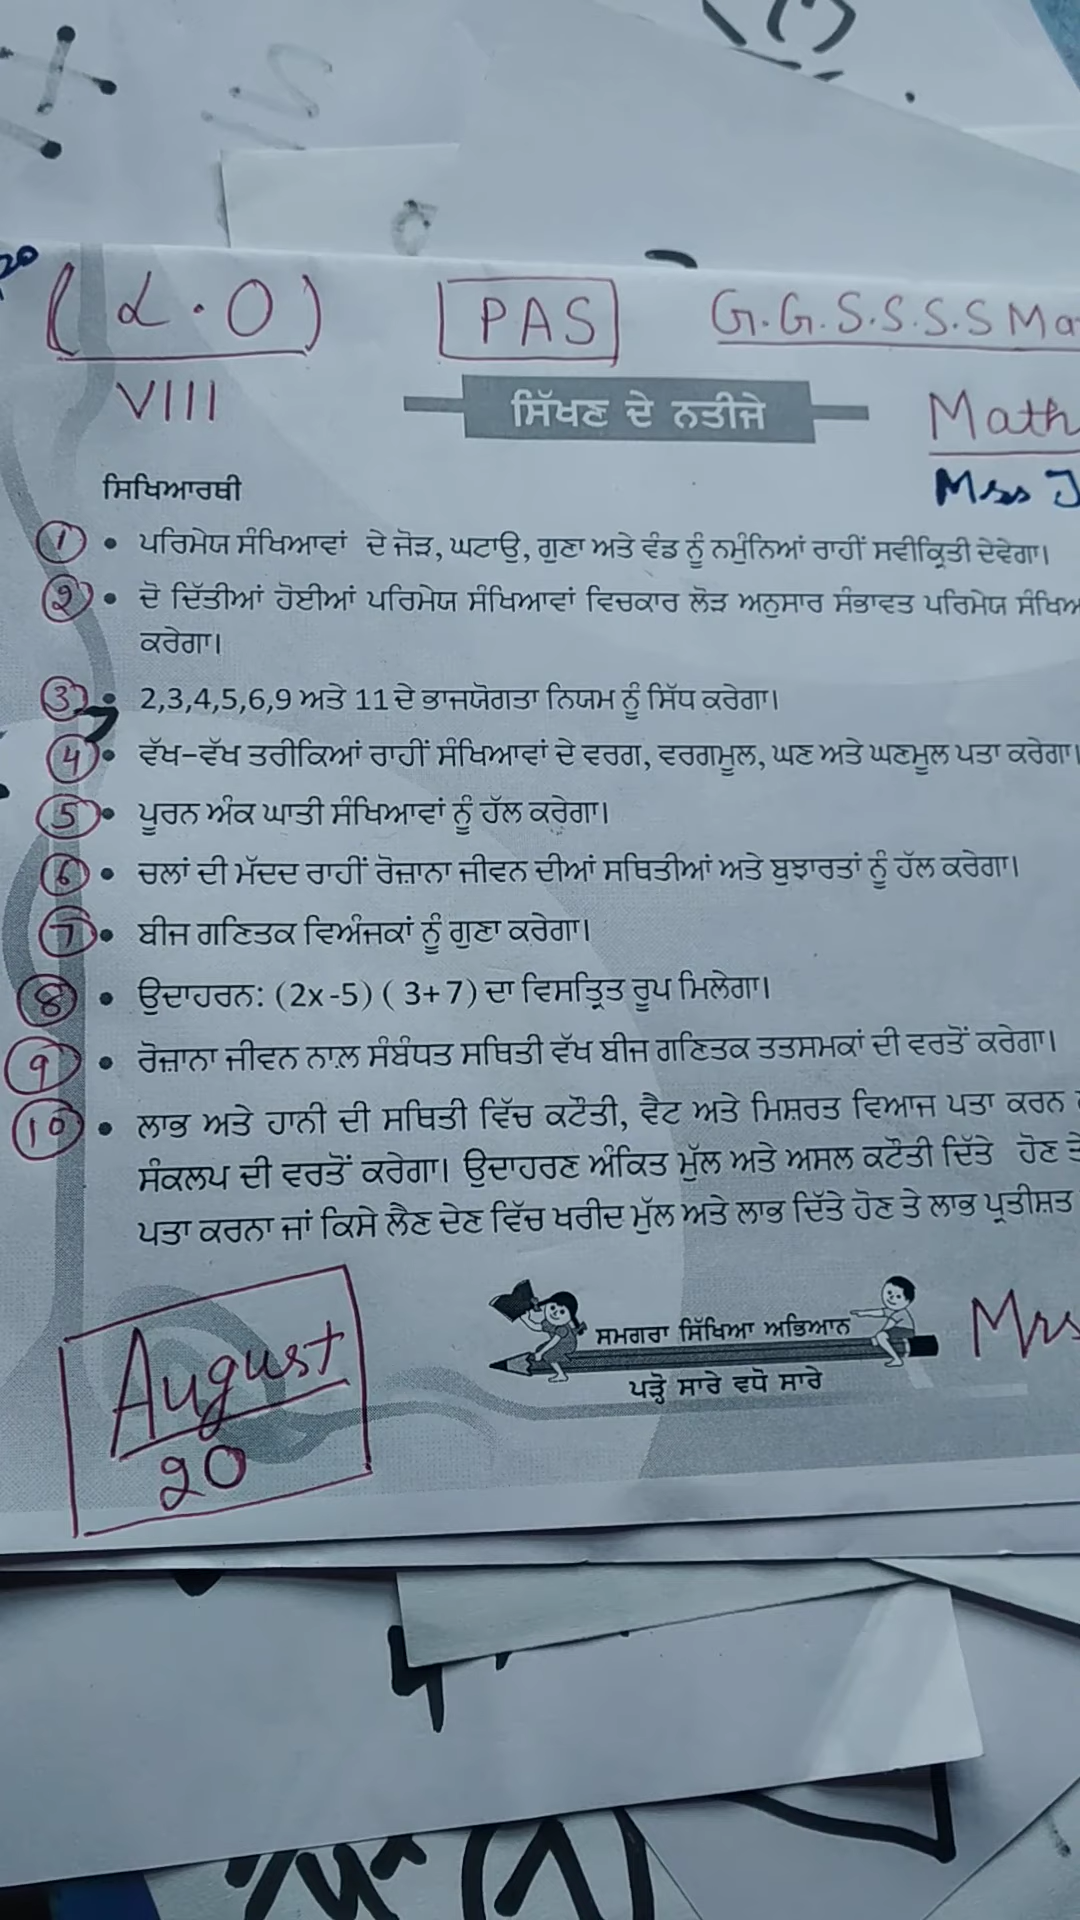 (L.O) PAS G.G.S.S.S.S
VIII ਸਿੱਖਣ ਦੇ ਨਤੀਜੇ Math
ਸਿਖਿਆਰਥੀ Mrs
① • ਪਰਿਮੇਯ ਸੰਖਿਆਵਾਂ ਦੇ ਜੋੜ, ਘਟਾਉ, ਗੁਣਾ ਅਤੇ ਵੰਡ ਨੂੰ ਨਮੁੰਨਿਆਂ ਰਾਹੀਂ ਸਵੀਕ੍ਰਿਤੀ ਦੇਵੇਗਾ।
② • ਦੋ ਦਿੱਤੀਆਂ ਹੋਈਆਂ ਪਰਿਮੇਯ ਸੰਖਿਆਵਾਂ ਵਿਚਕਾਰ ਲੋੜ ਅਨੁਸਾਰ ਸੰਭਾਵਤ ਪਰਿਮੇਯ
ਕਰੇਗਾ।
③ • 2,3,4,5,6,9 ਅਤੇ 11 ਦੇ ਭਾਜਯੋਗਤਾ ਨਿਯਮ ਨੂੰ ਸਿੱਧ ਕਰੇਗਾ।
④ • ਵੱਖ-ਵੱਖ ਤਰੀਕਿਆਂ ਰਾਹੀਂ ਸੰਖਿਆਵਾਂ ਦੇ ਵਰਗ, ਵਰਗਮੂਲ, ਘਣ ਅਤੇ ਘਣਮੂਲ ਪਤਾ ਕਰੇਗਾ।
⑤ • ਪੂਰਨ ਅੰਕ ਘਾਤੀ ਸੰਖਿਆਵਾਂ ਨੂੰ ਹੱਲ ਕਰੇਗਾ।
⑥ • ਚਲਾਂ ਦੀ ਮੱਦਦ ਰਾਹੀਂ ਰੋਜ਼ਾਨਾ ਜੀਵਨ ਦੀਆਂ ਸਥਿਤੀਆਂ ਅਤੇ ਬੁਝਾਰਤਾਂ ਨੂੰ ਹੱਲ ਕਰੇਗਾ।
⑦ • ਬੀਜ ਗਣਿਤਕ ਵਿਅੰਜਕਾਂ ਨੂੰ ਗੁਣਾ ਕਰੇਗਾ।
⑧ • ਉਦਾਹਰਨ: (2x -5) ( 3+ 7) ਦਾ ਵਿਸਤ੍ਰਿਤ ਰੂਪ ਮਿਲੇਗਾ।
⑨ • ਰੋਜ਼ਾਨਾ ਜੀਵਨ ਨਾਲ਼ ਸੰਬੰਧਤ ਸਥਿਤੀ ਵੱਖ ਬੀਜ ਗਣਿਤਕ ਤਤਸਮਕਾਂ ਦੀ ਵਰਤੋਂ ਕਰੇਗਾ।
⑩ • ਲਾਭ ਅਤੇ ਹਾਨੀ ਦੀ ਸਥਿਤੀ ਵਿੱਚ ਕਟੌਤੀ, ਵੈਟ ਅਤੇ ਮਿਸ਼ਰਤ ਵਿਆਜ ਪਤਾ ਕਰਨ
ਸੰਕਲਪ ਦੀ ਵਰਤੋਂ ਕਰੇਗਾ। ਉਦਾਹਰਣ ਅੰਕਿਤ ਮੁੱਲ ਅਤੇ ਅਸਲ ਕਟੌਤੀ ਦਿੱਤੇ ਹੋਣ ਤੇ
ਪਤਾ ਕਰਨਾ ਜਾਂ ਕਿਸੇ ਲੈਣ ਦੇਣ ਵਿੱਚ ਖਰੀਦ ਮੁੱਲ ਅਤੇ ਲਾਭ ਦਿੱਤੇ ਹੋਣ ਤੇ ਲਾਭ ਪ੍ਰਤੀਸ਼ਤ
ਸਮਗਰਾ ਸਿੱਖਿਆ ਅਭਿਆਨ Mrs
ਪੜ੍ਹੋ ਸਾਰੇ ਵਧੋ ਸਾਰੇ
August
20